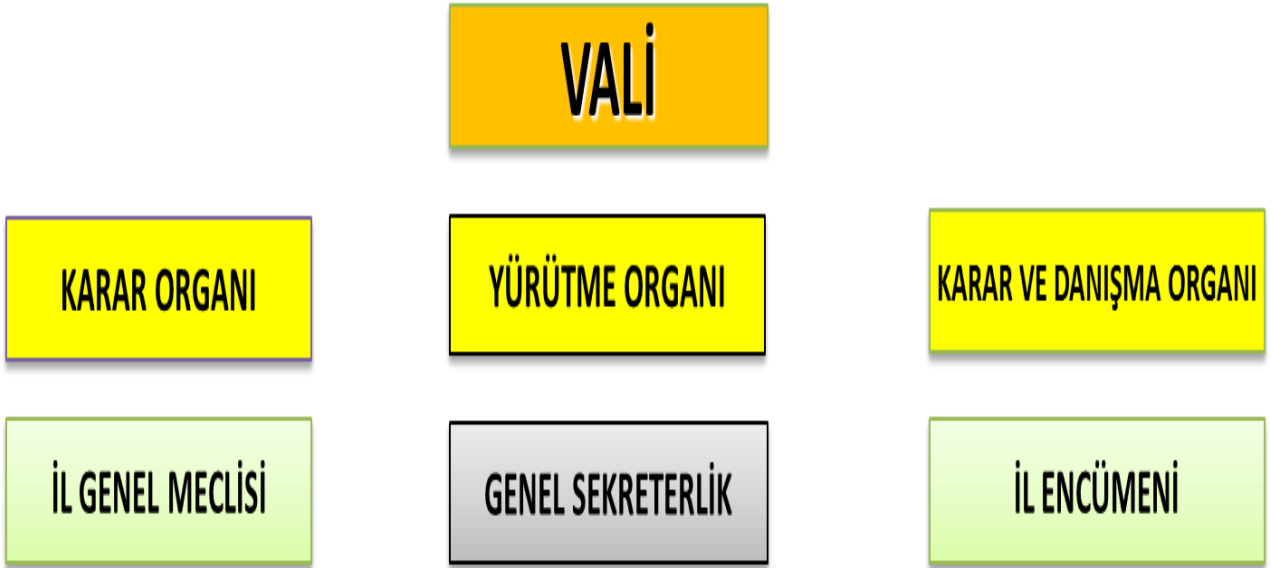 VALİ
KARAR ORGANI
YÜRÜTME ORGANI
KARAR VE DANIŞMA ORGANI
İL GENEL MECLİSİ
GENEL SEKRETERLİK
İL ENCÜMENİ